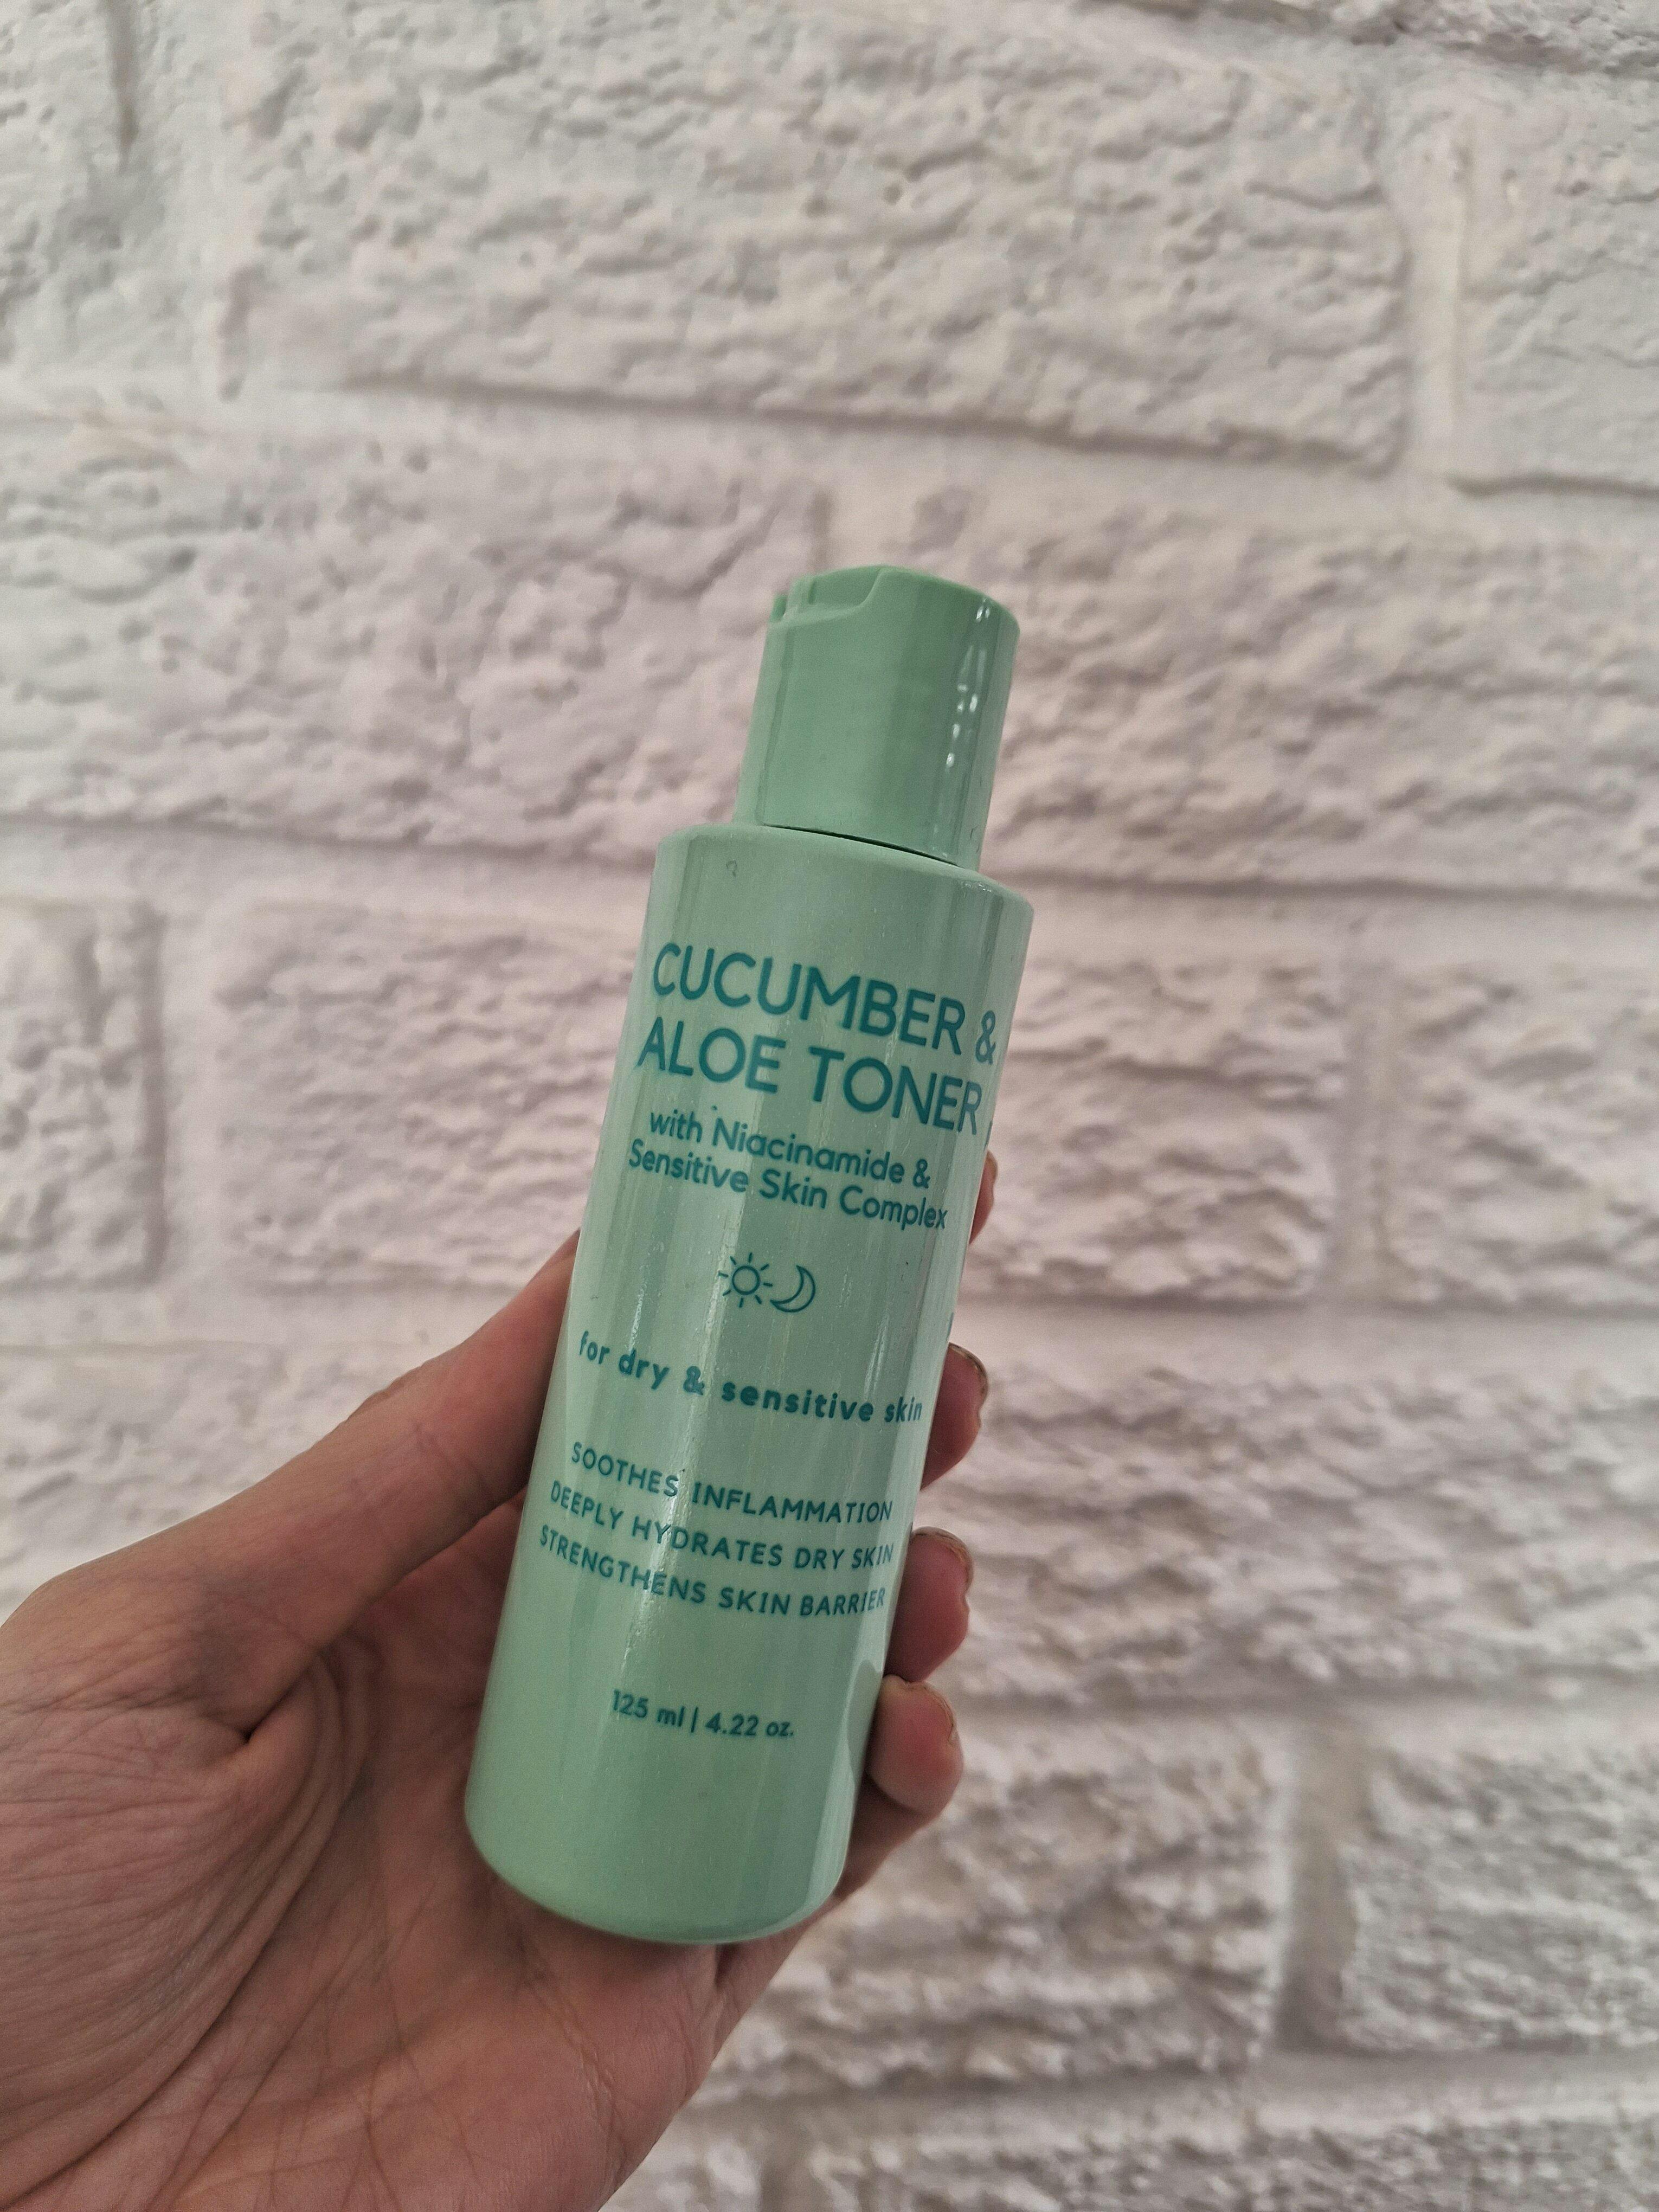 CUCUMBER &
ALOE TONER
with Niacinamide &
Sensitive Skin Complex
for dry & sensitive skin
SOOTHES INFLAMMATION
DEEPLY HYDRATES DRY SKIN
STRENGTHENS SKIN BARRIER
125 ml | 4.22 oz.